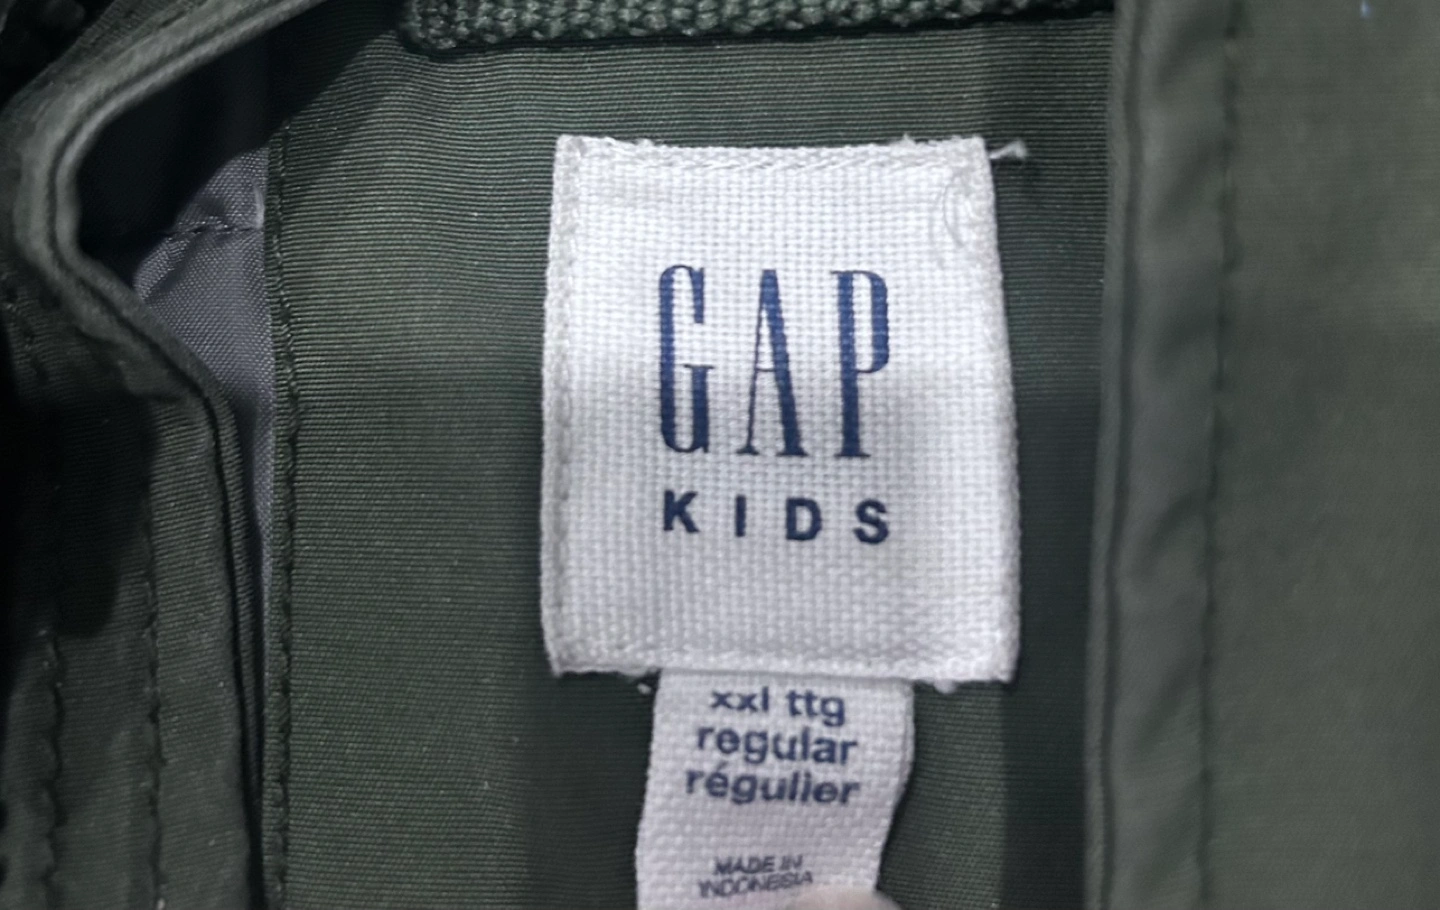 GAP
KIDS
xxl ttg
regular
régulier
MADE IN
INDONESIA